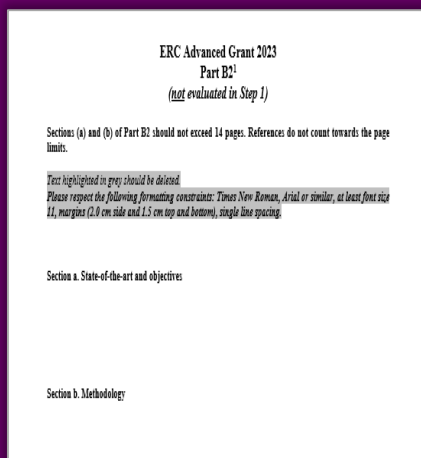 ERC Advanced Grant 2023
Part B2¹
(not evaluated in Step 1)
Sections (a) and (b) of Part B2 should not exceed 14 pages. References do not count towards the page
limits.
Text highlighted in grey should be deleted.
Please respect the following formatting constraints: Times New Roman, Arial or similar, at least font size
11, margins (2.0 cm side and 1.5 cm top and bottom), single line spacing.
Section a. State-of-the-art and objectives
Section b. Methodology